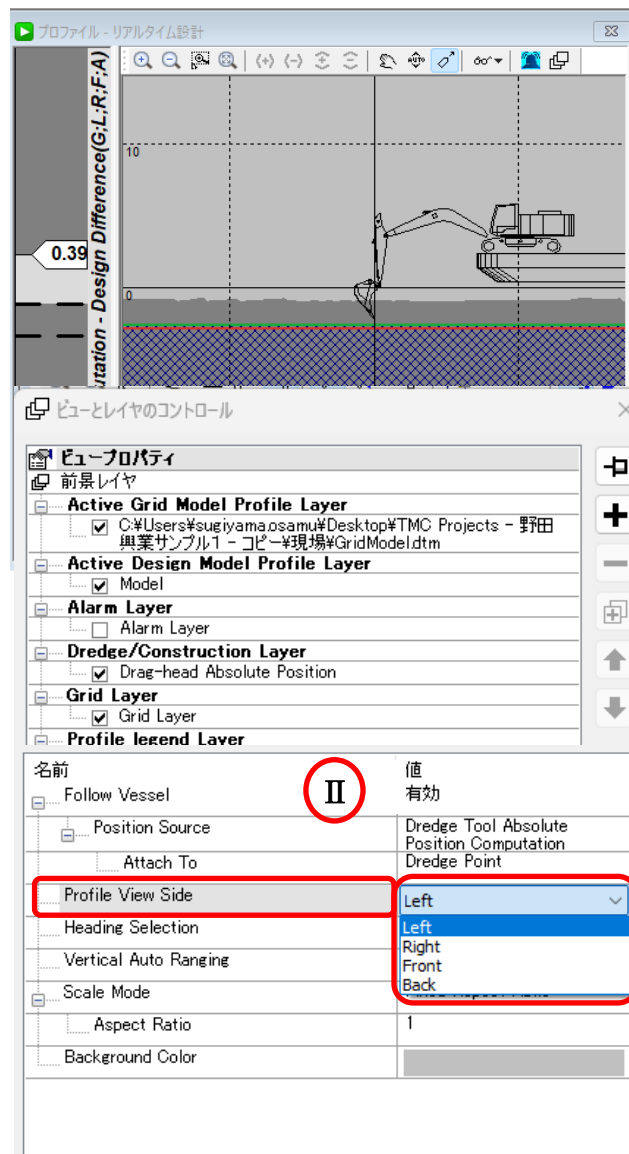 プロファイル - リアルタイム設計
AUTO
10
0
0.39
utation - Design Difference(G;L;R;F;A)
ビューとレイヤのコントロール
ビュープロパティ
前景レイヤ
Active Grid Model Profile Layer
C:¥Users¥sugiyama.osamu¥Desktop¥TMC Projects - 野田
興業サンプル1 - コピー¥現場¥GridModel.dtm
Active Design Model Profile Layer
Model
Alarm Layer
Alarm Layer
Dredge/Construction Layer
Drag-head Absolute Position
Grid Layer
Grid Layer
Profile legend Layer
名前 値
Follow Vessel 有効
Ⅱ
Position Source Dredge Tool Absolute
Position Computation
Attach To Dredge Point
Profile View Side Left
Heading Selection Left
Right
Vertical Auto Ranging Front
Scale Mode Back
Aspect Ratio 1
Background Color